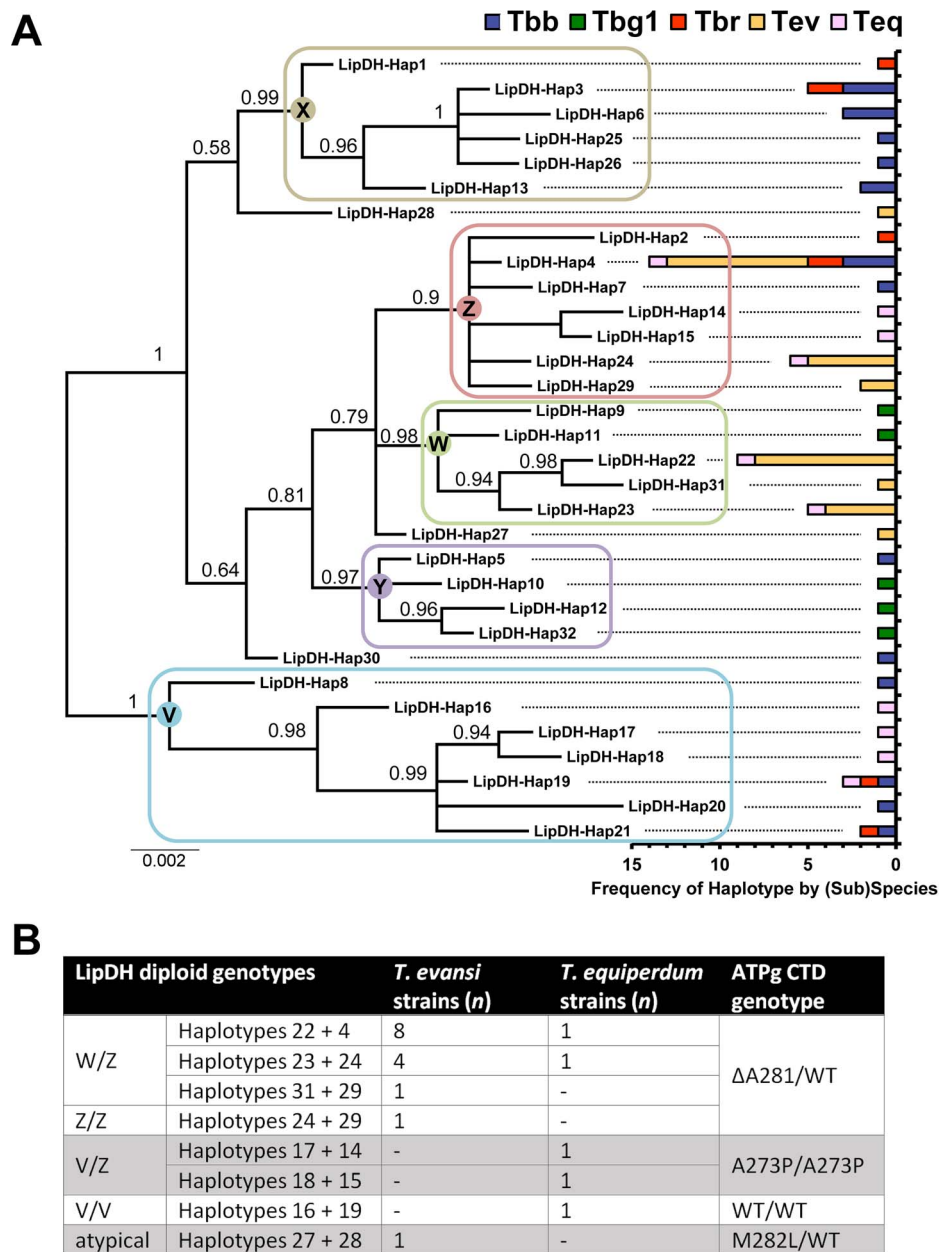 A
Tbb Tbg1 Tbr Tev Teq
LipDH-Hap1
0.99
X
LipDH-Hap3
1
LipDH-Hap6
0.58
0.96
LipDH-Hap25
LipDH-Hap26
LipDH-Hap13
LipDH-Hap28
LipDH-Hap2
LipDH-Hap4
0.9
LipDH-Hap7
Z
LipDH-Hap14
1
LipDH-Hap15
LipDH-Hap24
LipDH-Hap29
0.79
LipDH-Hap9
0.98
W
LipDH-Hap11
0.98
LipDH-Hap22
0.94
LipDH-Hap31
0.81
LipDH-Hap23
LipDH-Hap27
LipDH-Hap5
0.64
0.97
Y
LipDH-Hap10
0.96
LipDH-Hap12
LipDH-Hap32
LipDH-Hap30
LipDH-Hap8
1
V
LipDH-Hap16
0.98
0.94
LipDH-Hap17
LipDH-Hap18
0.99
LipDH-Hap19
LipDH-Hap20
LipDH-Hap21
0.002
15 10 5 0
Frequency of Haplotype by (Sub)Species
B
LipDH diploid genotypes T. evansi strains (n) T. equiperdum strains (n) ATPg CTD genotype
W/Z Haplotypes 22 + 4 8 1 ΔA281/WT
Haplotypes 23 + 24 4 1
Haplotypes 31 + 29 1 -
Z/Z Haplotypes 24 + 29 1 -
V/Z Haplotypes 17 + 14 - 1 A273P/A273P
Haplotypes 18 + 15 - 1
V/V Haplotypes 16 + 19 - 1 WT/WT
atypical Haplotypes 27 + 28 1 - M282L/WT